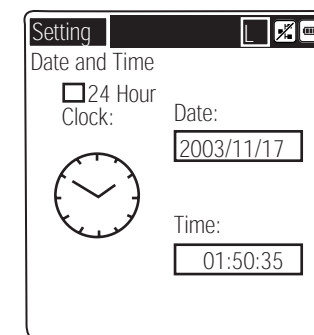 Setting L
Date and Time
24 Hour
Clock:
Date:
2003/11/17
Time:
01:50:35